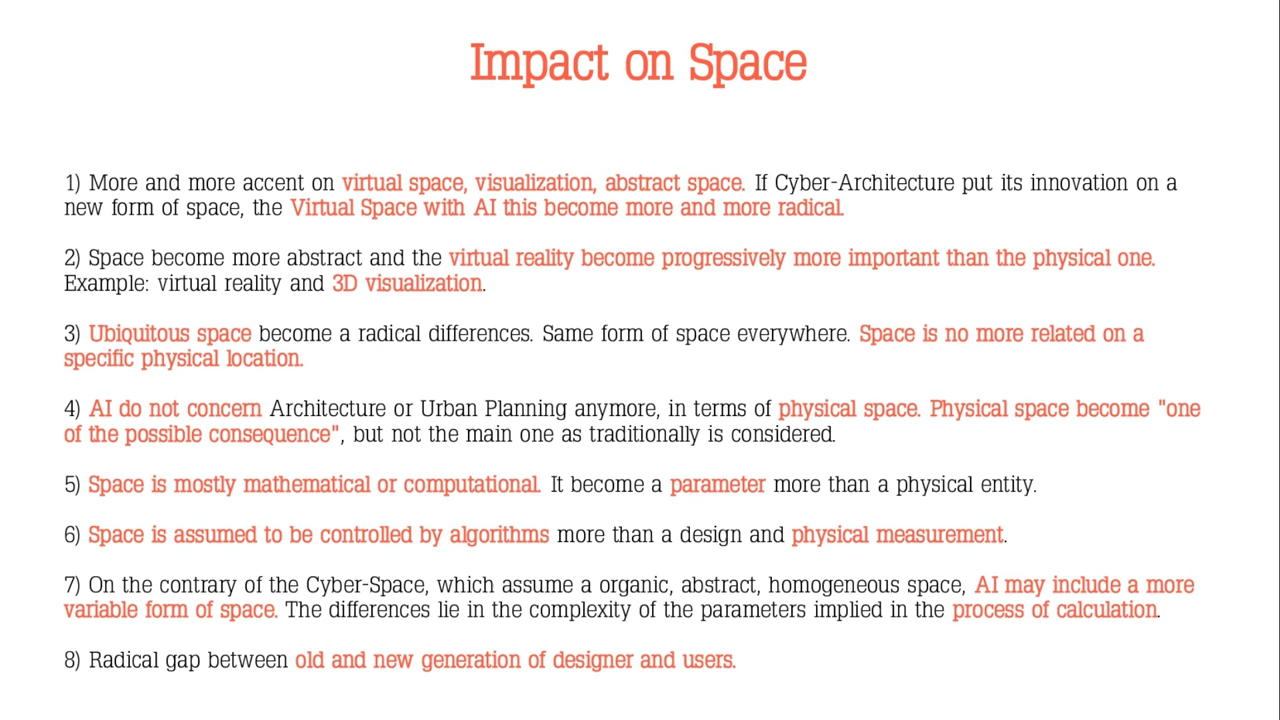 Impact on Space
1) More and more accent on virtual space, visualization, abstract space. If Cyber-Architecture put its innovation on a
new form of space, the Virtual Space with AI this become more and more radical.
2) Space become more abstract and the virtual reality become progressively more important than the physical one.
Example: virtual reality and 3D visualization.
3) Ubiquitous space become a radical differences. Same form of space everywhere. Space is no more related on a
specific physical location.
4) AI do not concern Architecture or Urban Planning anymore, in terms of physical space. Physical space become "one
of the possible consequence", but not the main one as traditionally is considered.
5) Space is mostly mathematical or computational. It become a parameter more than a physical entity.
6) Space is assumed to be controlled by algorithms more than a design and physical measurement.
7) On the contrary of the Cyber-Space, which assume a organic, abstract, homogeneous space, AI may include a more
variable form of space. The differences lie in the complexity of the parameters implied in the process of calculation.
8) Radical gap between old and new generation of designer and users.